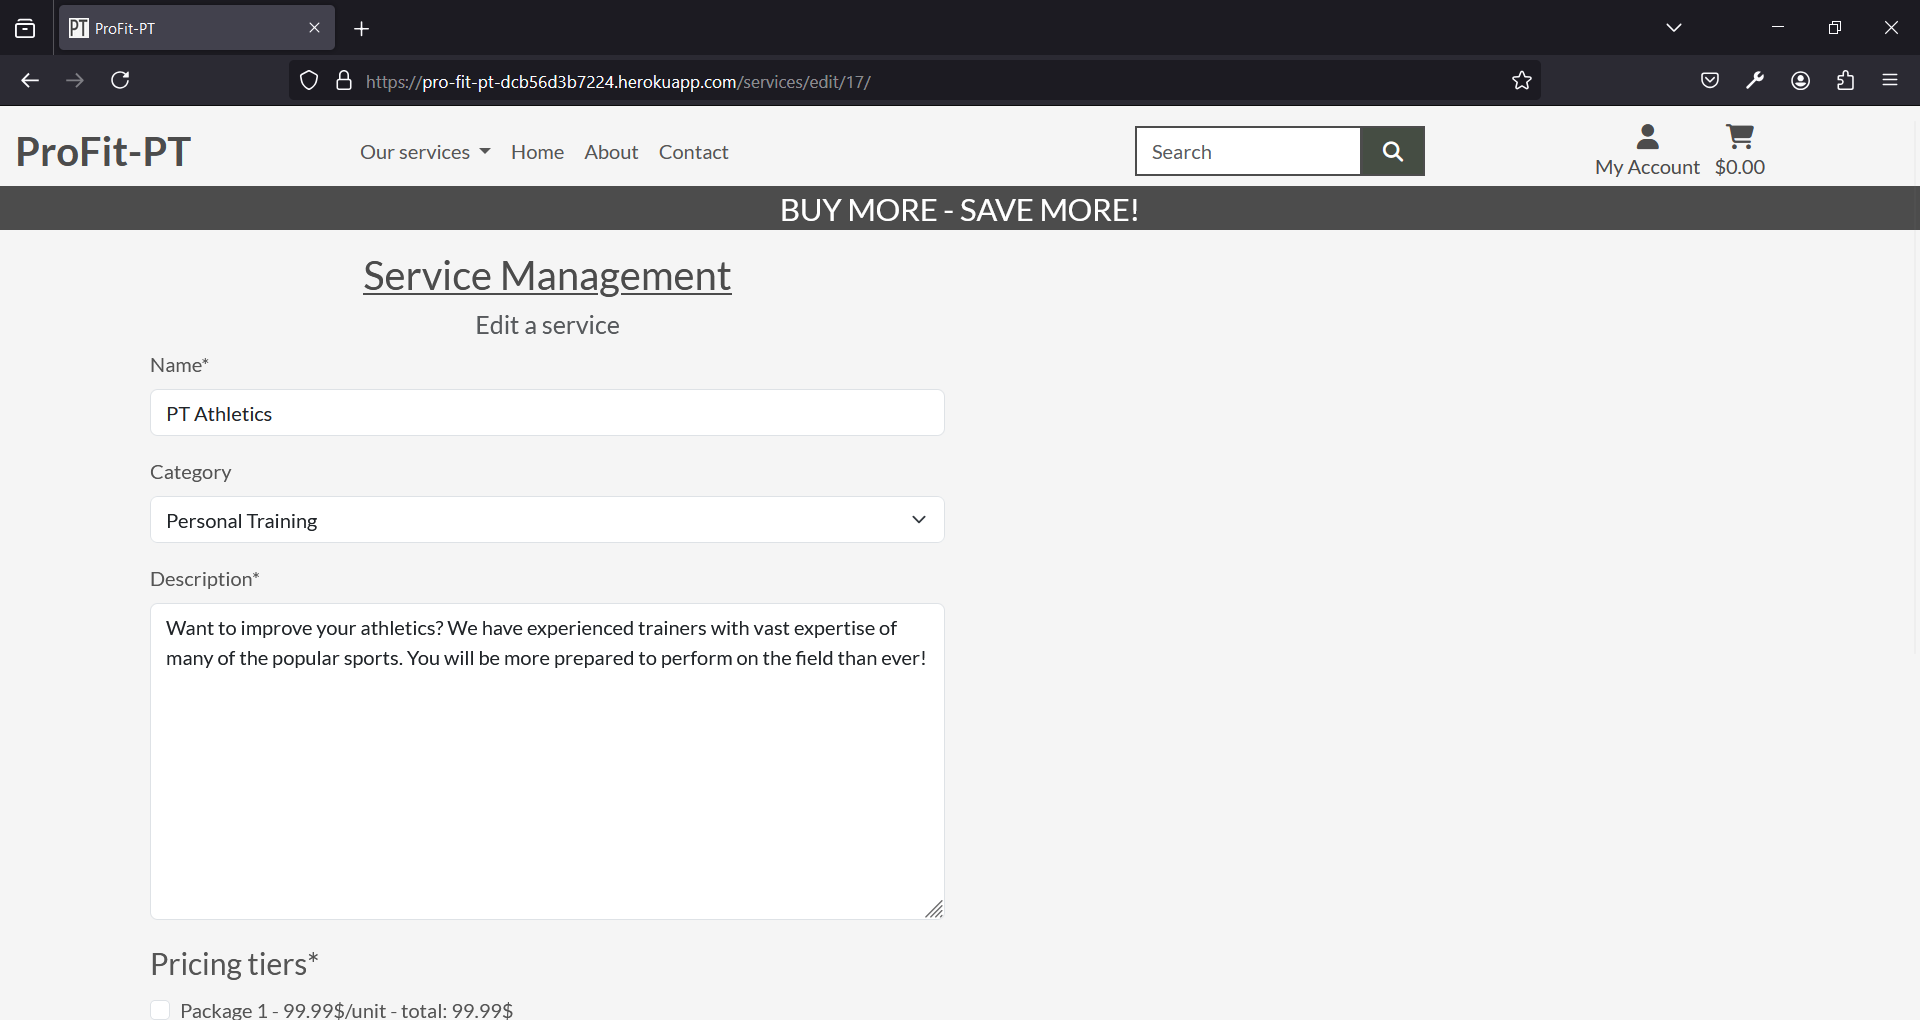 PT ProFit-PT
https://pro-fit-pt-dcb56d3b7224.herokuapp.com/services/edit/17/
ProFit-PT
Our services
Home
About
Contact
Search
My Account
$0.00
BUY MORE - SAVE MORE!
Service Management
Edit a service
Name*
PT Athletics
Category
Personal Training
Description*
Want to improve your athletics? We have experienced trainers with vast expertise of
many of the popular sports. You will be more prepared to perform on the field than ever!
Pricing tiers*
Package 1 - 99.99$/unit - total: 99.99$